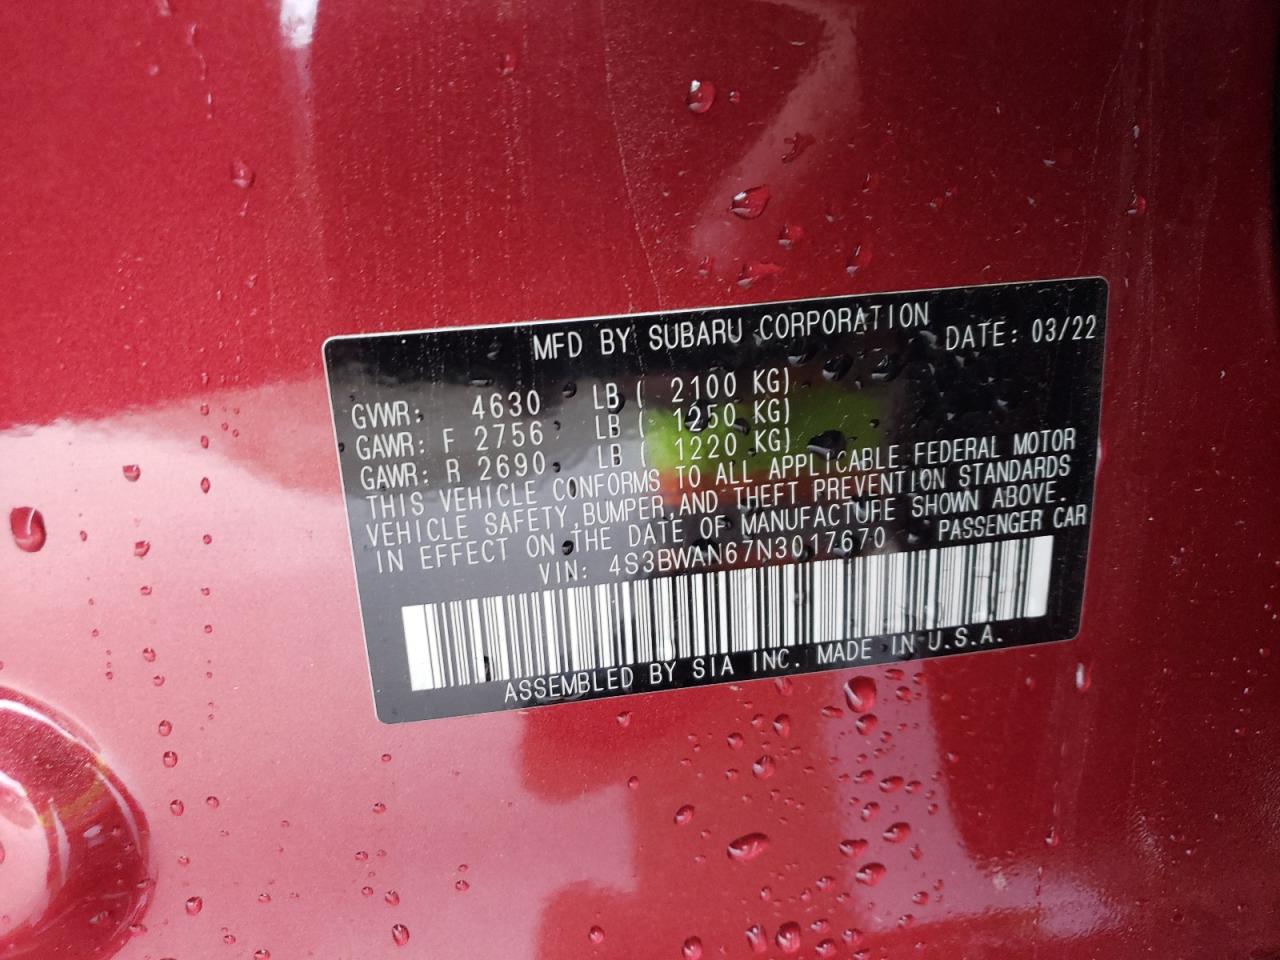 MFD BY SUBARU CORPORATION DATE: 03/22
GVWR: 4630 LB ( 2100 KG)
GAWR: F 2756 LB ( 1250 KG)
GAWR: R 2690 LB ( 1220 KG)
THIS VEHICLE CONFORMS TO ALL APPLICABLE FEDERAL MOTOR
VEHICLE SAFETY,BUMPER,AND THEFT PREVENTION STANDARDS
IN EFFECT ON THE DATE OF MANUFACTURE SHOWN ABOVE.
VIN: 4S3BWAN67N3017670 PASSENGER CAR
ASSEMBLED BY SIA INC. MADE IN U.S.A.